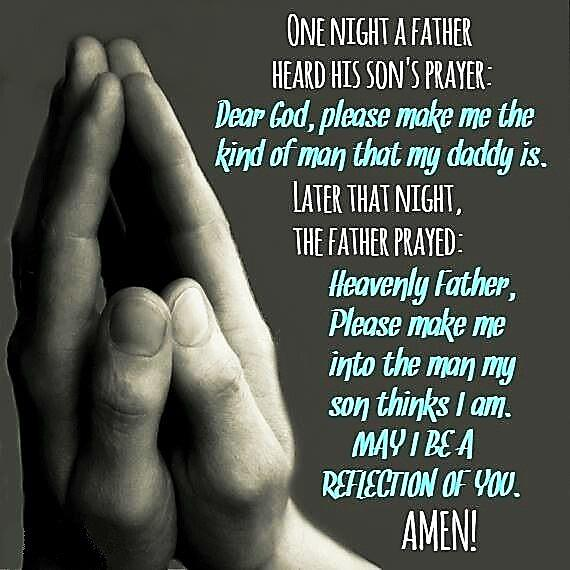 ONE NIGHT A FATHER
HEARD HIS SON'S PRAYER:
Dear God, please make me the
kind of man that my daddy is.
LATER THAT NIGHT,
THE FATHER PRAYED:
Heavenly Father,
Please make me
into the man my
son thinks I am.
MAY I BE A
REFLECTION OF YOU.
AMEN!